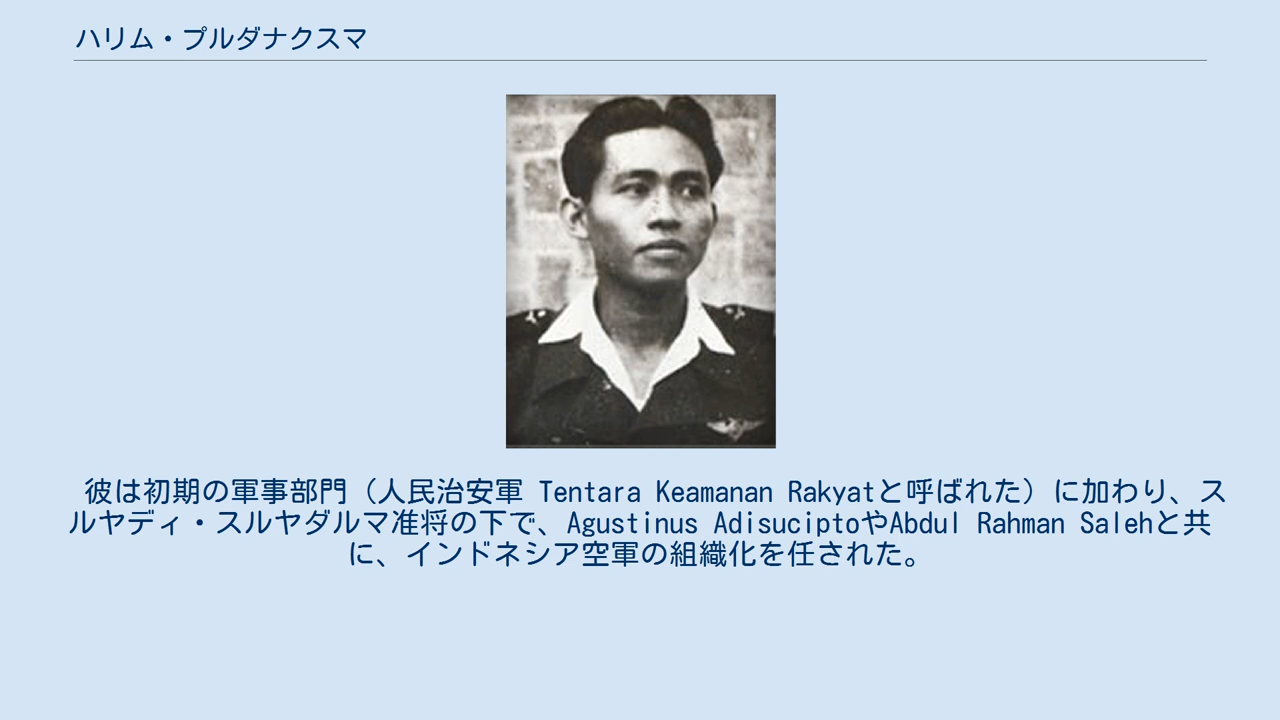 ハリム・プルダナクスマ
彼は初期の軍事部門（人民治安軍 Tentara Keamanan Rakyatと呼ばれた）に加わり、ス
ルヤディ・スルヤダルマ准将の下で、Agustinus AdisuciptoやAbdul Rahman Salehと共
に、インドネシア空軍の組織化を任された。